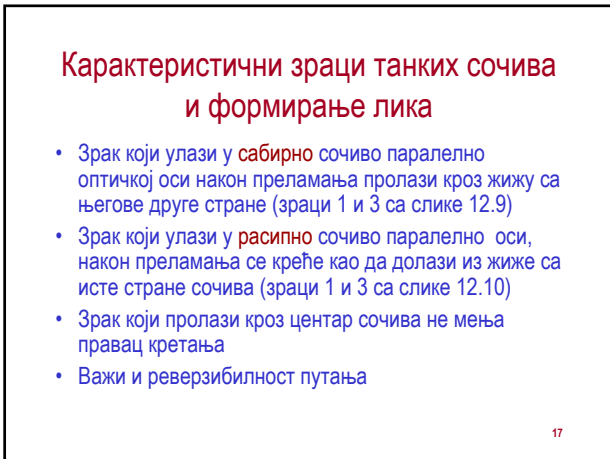 Карактеристични зраци танких сочива
и формирање лика
• Зрак који улази у сабирно сочиво паралелно
оптичкој оси након преламања пролази кроз жижу са
његове друге стране (зраци 1 и 3 са слике 12.9)
• Зрак који улази у расипно сочиво паралелно оси,
након преламања се креће као да долази из жиже са
исте стране сочива (зраци 1 и 3 са слике 12.10)
• Зрак који пролази кроз центар сочива не мења
правац кретања
• Важи и реверзибилност путања
17